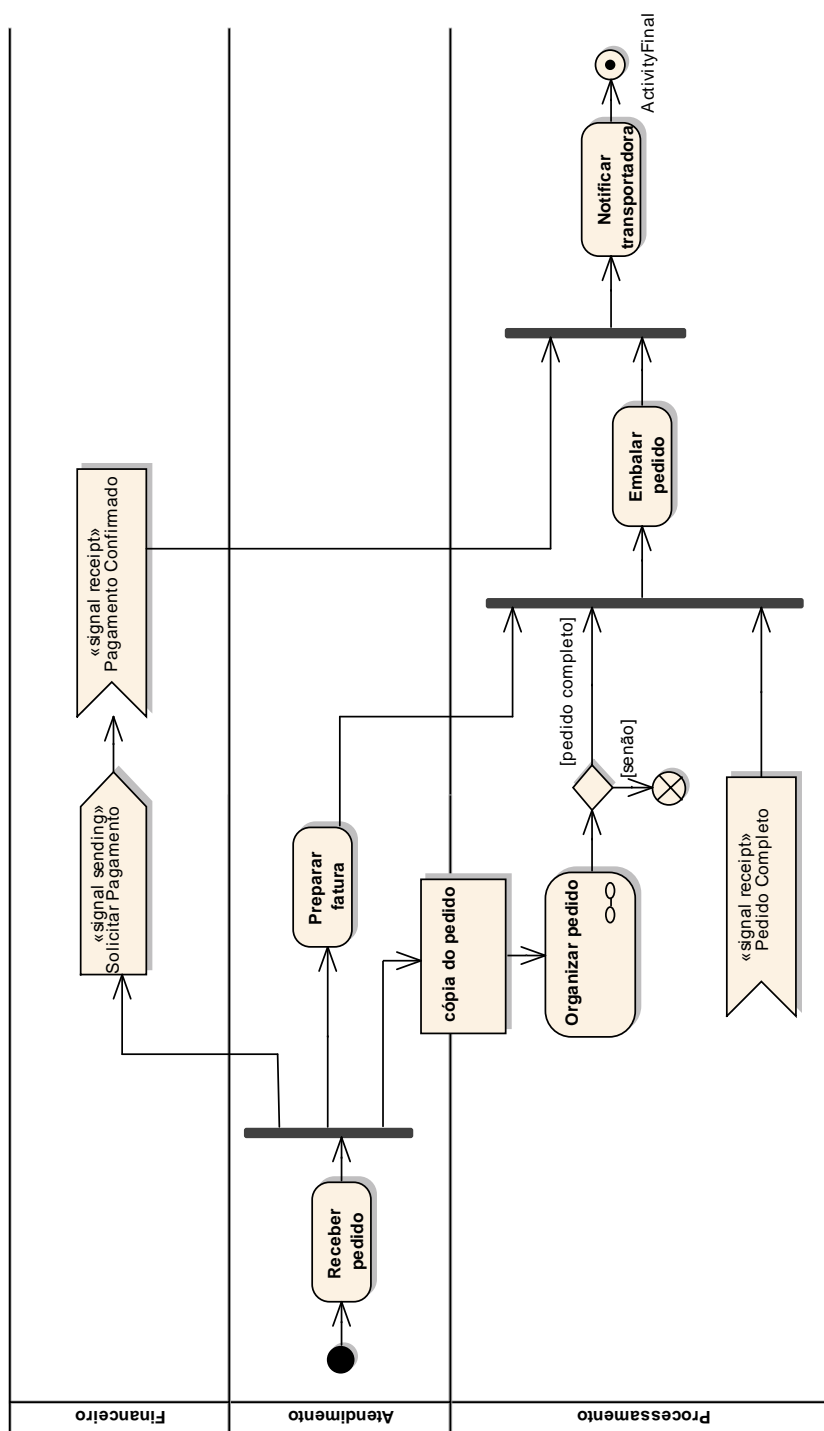 Financeiro
Atendimento
Processamento
«signal sending»
Solicitar Pagamento
«signal receipt»
Pagamento Confirmado
Receber
pedido
Preparar
fatura
cópia do pedido
Organizar pedido
[pedido completo]
[senão]
«signal receipt»
Pedido Completo
Embalar
pedido
Notificar
transportadora
ActivityFinal